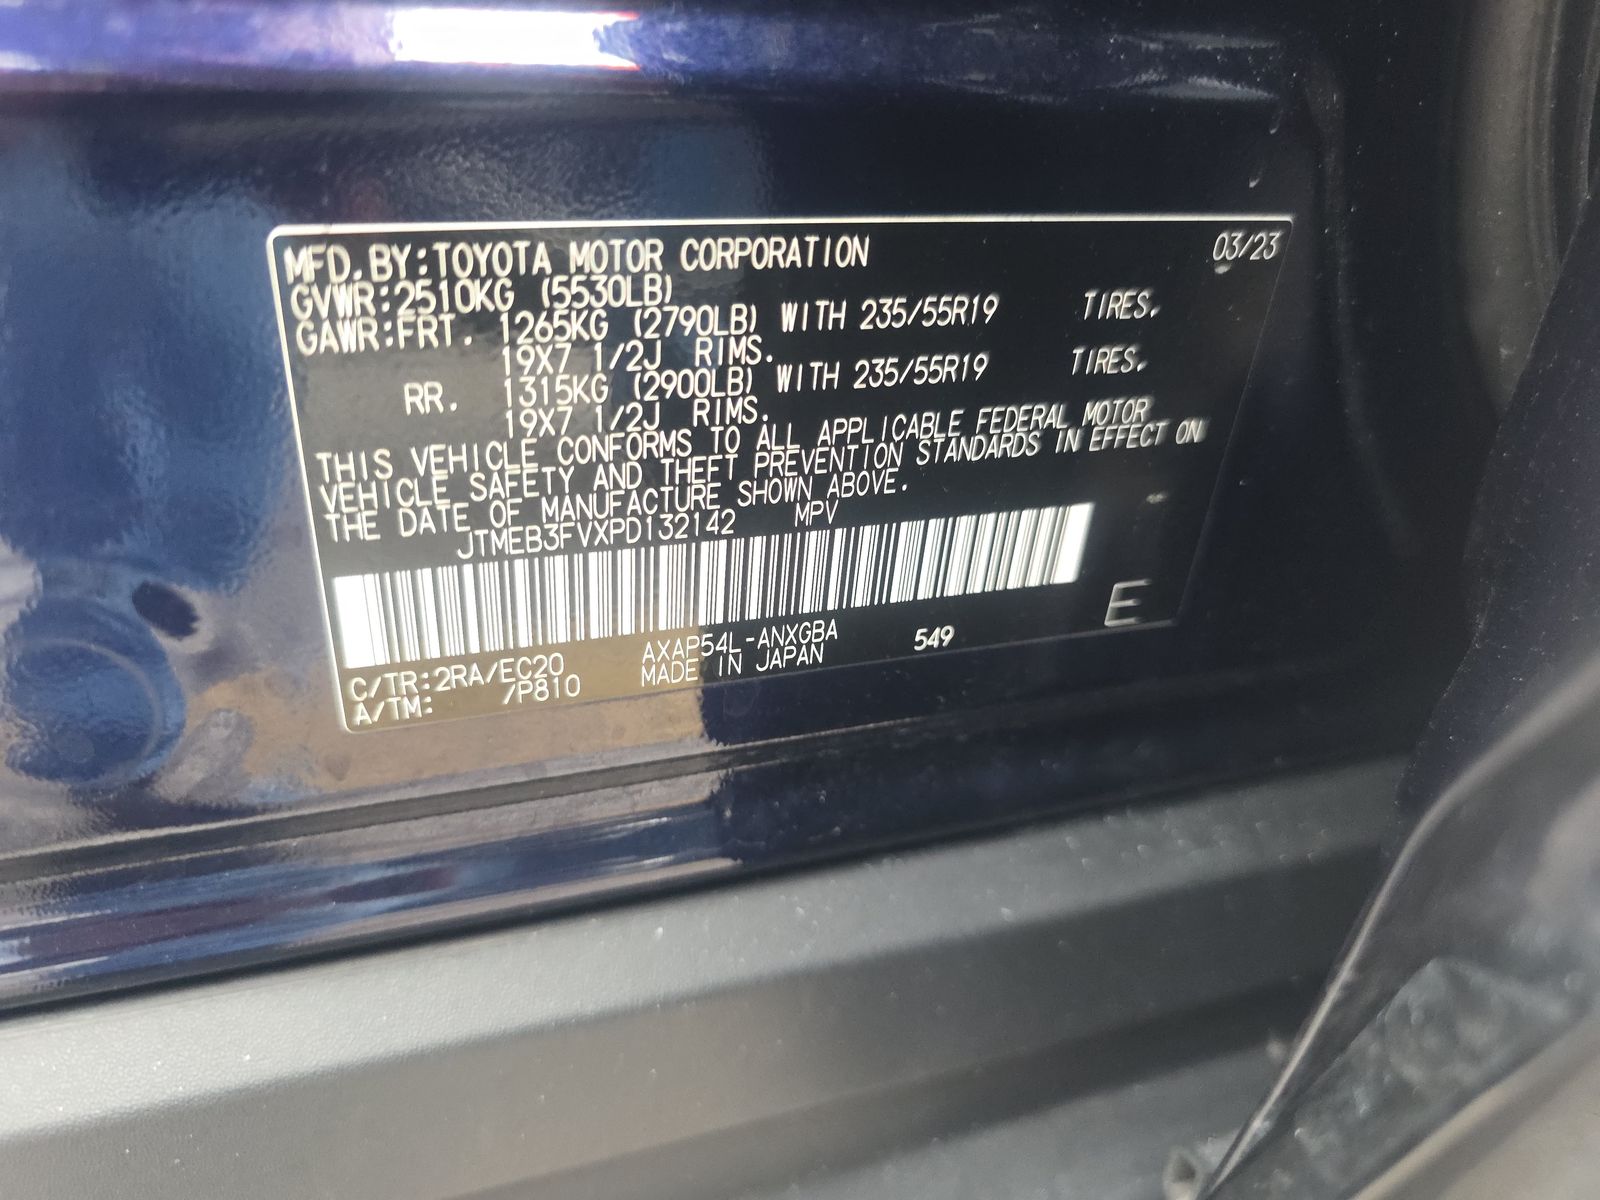 MFD.BY:TOYOTA MOTOR CORPORATION 03/23
GVWR:2510KG (5530LB)
GAWR:FRT. 1265KG (2790LB) WITH 235/55R19 TIRES.
19X7 1/2J RIMS.
RR. 1315KG (2900LB) WITH 235/55R19 TIRES.
19X7 1/2J RIMS.
THIS VEHICLE CONFORMS TO ALL APPLICABLE FEDERAL MOTOR
VEHICLE SAFETY AND THEFT PREVENTION STANDARDS IN EFFECT ON
THE DATE OF MANUFACTURE SHOWN ABOVE.
JTMEB3FVXPD132142 MPV
C/TR:2RA/EC20 AXAP54L-ANXGBA 549 E
A/TM: /P810 MADE IN JAPAN